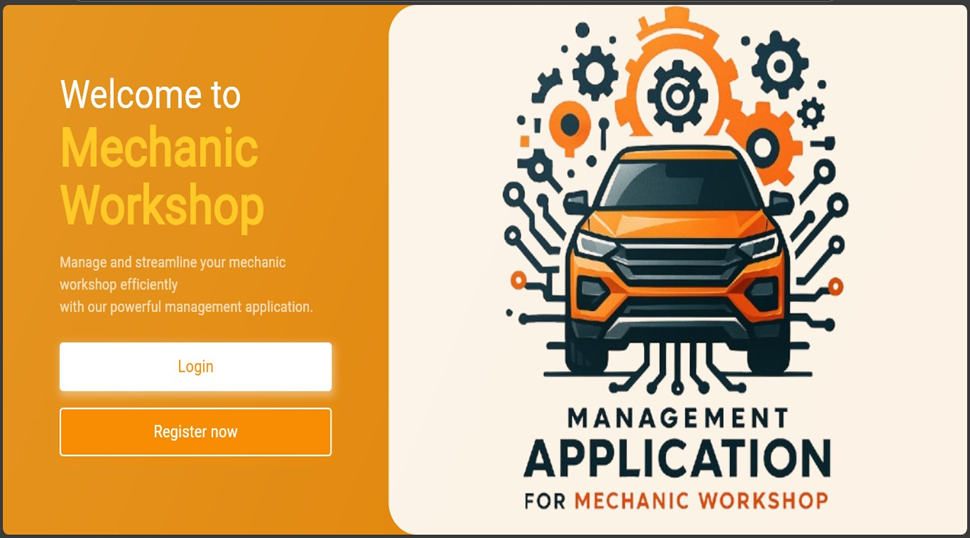 Welcome to
Mechanic
Workshop
Manage and streamline your mechanic
workshop efficiently
with our powerful management application.
Login
Register now
MANAGEMENT
APPLICATION
FOR MECHANIC WORKSHOP